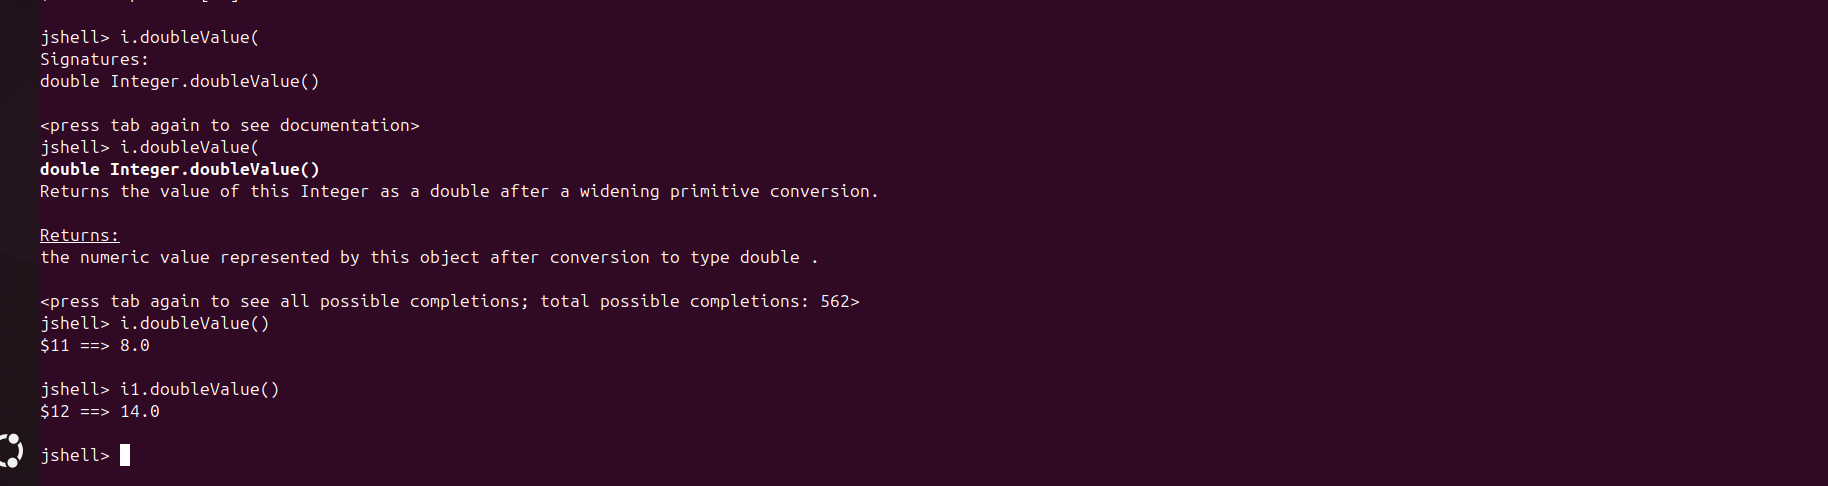 jshell> i.doubleValue(
Signatures:
double Integer.doubleValue()
<press tab again to see documentation>
jshell> i.doubleValue(
double Integer.doubleValue()
Returns the value of this Integer as a double after a widening primitive conversion.
Returns:
the numeric value represented by this object after conversion to type double .
<press tab again to see all possible completions; total possible completions: 562>
jshell> i.doubleValue()
$11 ==> 8.0
jshell> i1.doubleValue()
$12 ==> 14.0
jshell>